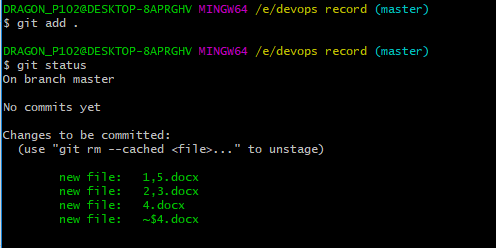 DRAGON_P1O2@DESKTOP-8APRGHV MINGW64 /e/devops record (master)
$ git add .
DRAGON_P1O2@DESKTOP-8APRGHV MINGW64 /e/devops record (master)
$ git status
On branch master
No commits yet
Changes to be committed:
(use "git rm --cached <file>..." to unstage)
new file: 1,5.docx
new file: 2,3.docx
new file: 4.docx
new file: ~$4.docx